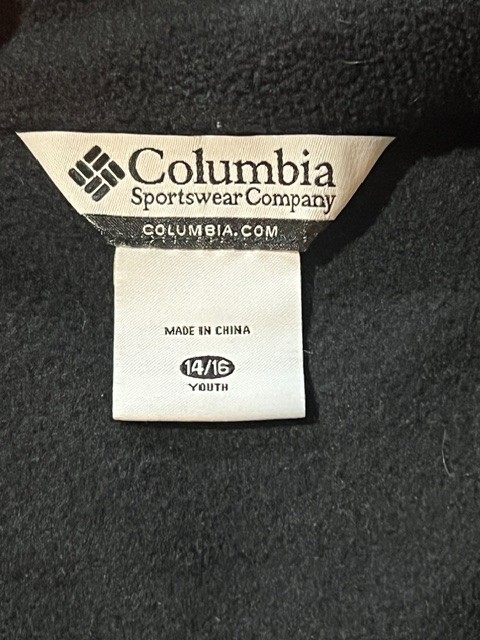 Columbia
Sportswear Company
COLUMBIA.COM
MADE IN CHINA
14/16
YOUTH